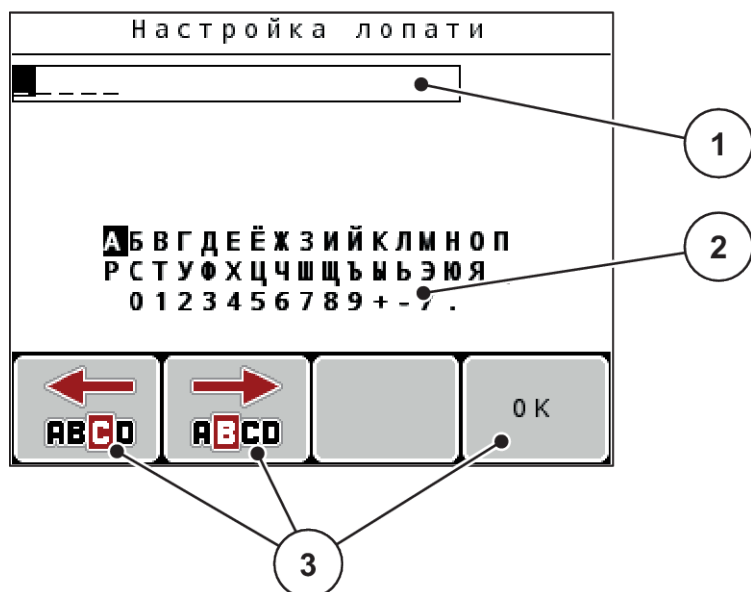 Настройка лопати
_ _ _ _ _
1
АБВГДЕЁЖЗИЙКЛМНОП
РСТУФХЦЧШЩЪЫЬЭЮЯ
2
0123456789+-/.
ABCD
ABCD
OK
3